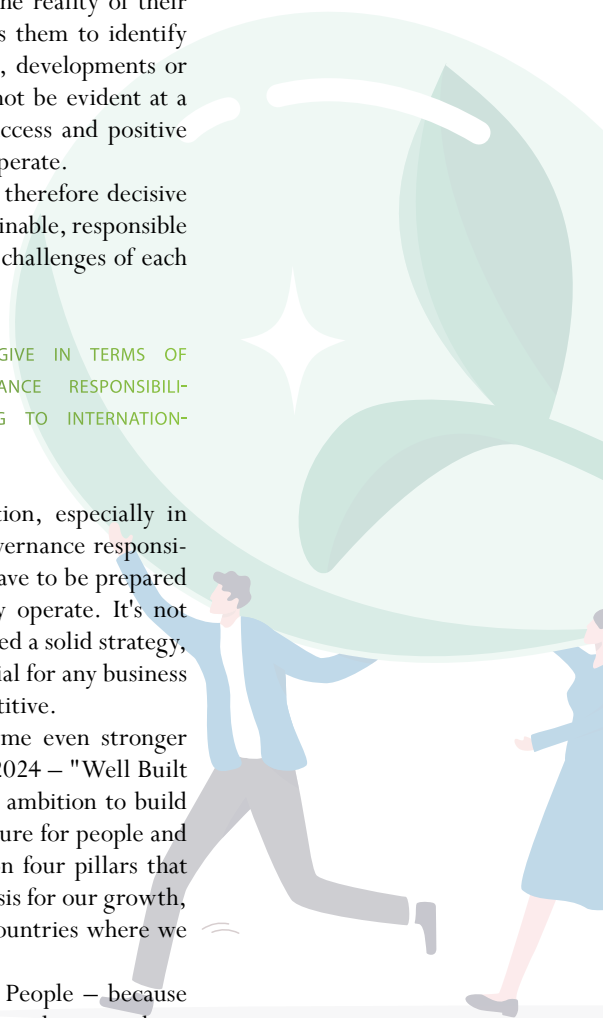 the reality of their
s them to identify
, developments or
not be evident at a
ccess and positive
perate.
therefore decisive
inable, responsible
challenges of each
GIVE IN TERMS OF
ANCE RESPONSIBILI-
G TO INTERNATION-
tion, especially in
vernance responsi-
ave to be prepared
y operate. It's not
ed a solid strategy,
ial for any business
titive.
me even stronger
2024 – "Well Built
ambition to build
ure for people and
n four pillars that
sis for our growth,
ountries where we
People – because